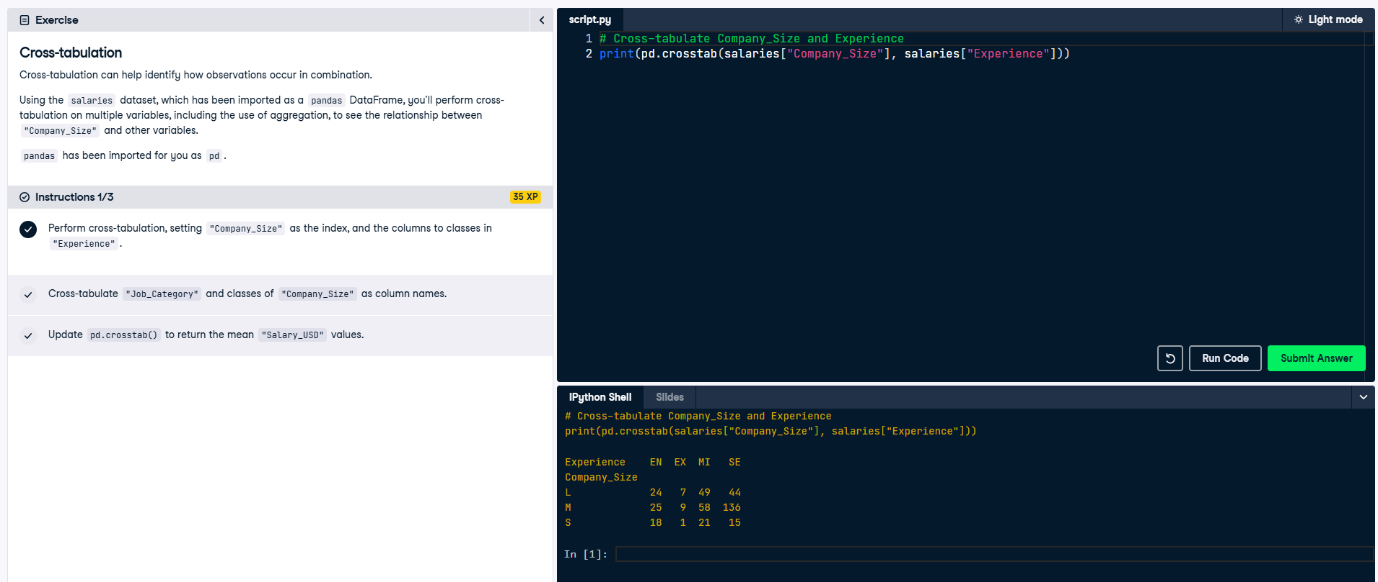 Exercise
Cross-tabulation
Cross-tabulation can help identify how observations occur in combination.
Using the salaries dataset, which has been imported as a pandas DataFrame, you'll perform cross-
tabulation on multiple variables, including the use of aggregation, to see the relationship between
"Company_Size" and other variables.
pandas has been imported for you as pd .
Instructions 1/3
35 XP
Perform cross-tabulation, setting "Company_Size" as the index, and the columns to classes in
"Experience" .
Cross-tabulate "Job_Category" and classes of "Company_Size" as column names.
Update pd.crosstab() to return the mean "Salary_USD" values.
script.py
Light mode
1 # Cross-tabulate Company_Size and Experience
2 print(pd.crosstab(salaries["Company_Size"], salaries["Experience"]))
Run Code
Submit Answer
IPython Shell
Slides
# Cross-tabulate Company_Size and Experience
print(pd.crosstab(salaries["Company_Size"], salaries["Experience"]))
Experience EN EX MI SE
Company_Size
L 24 7 49 44
M 25 9 58 136
S 18 1 21 15
In [1]: